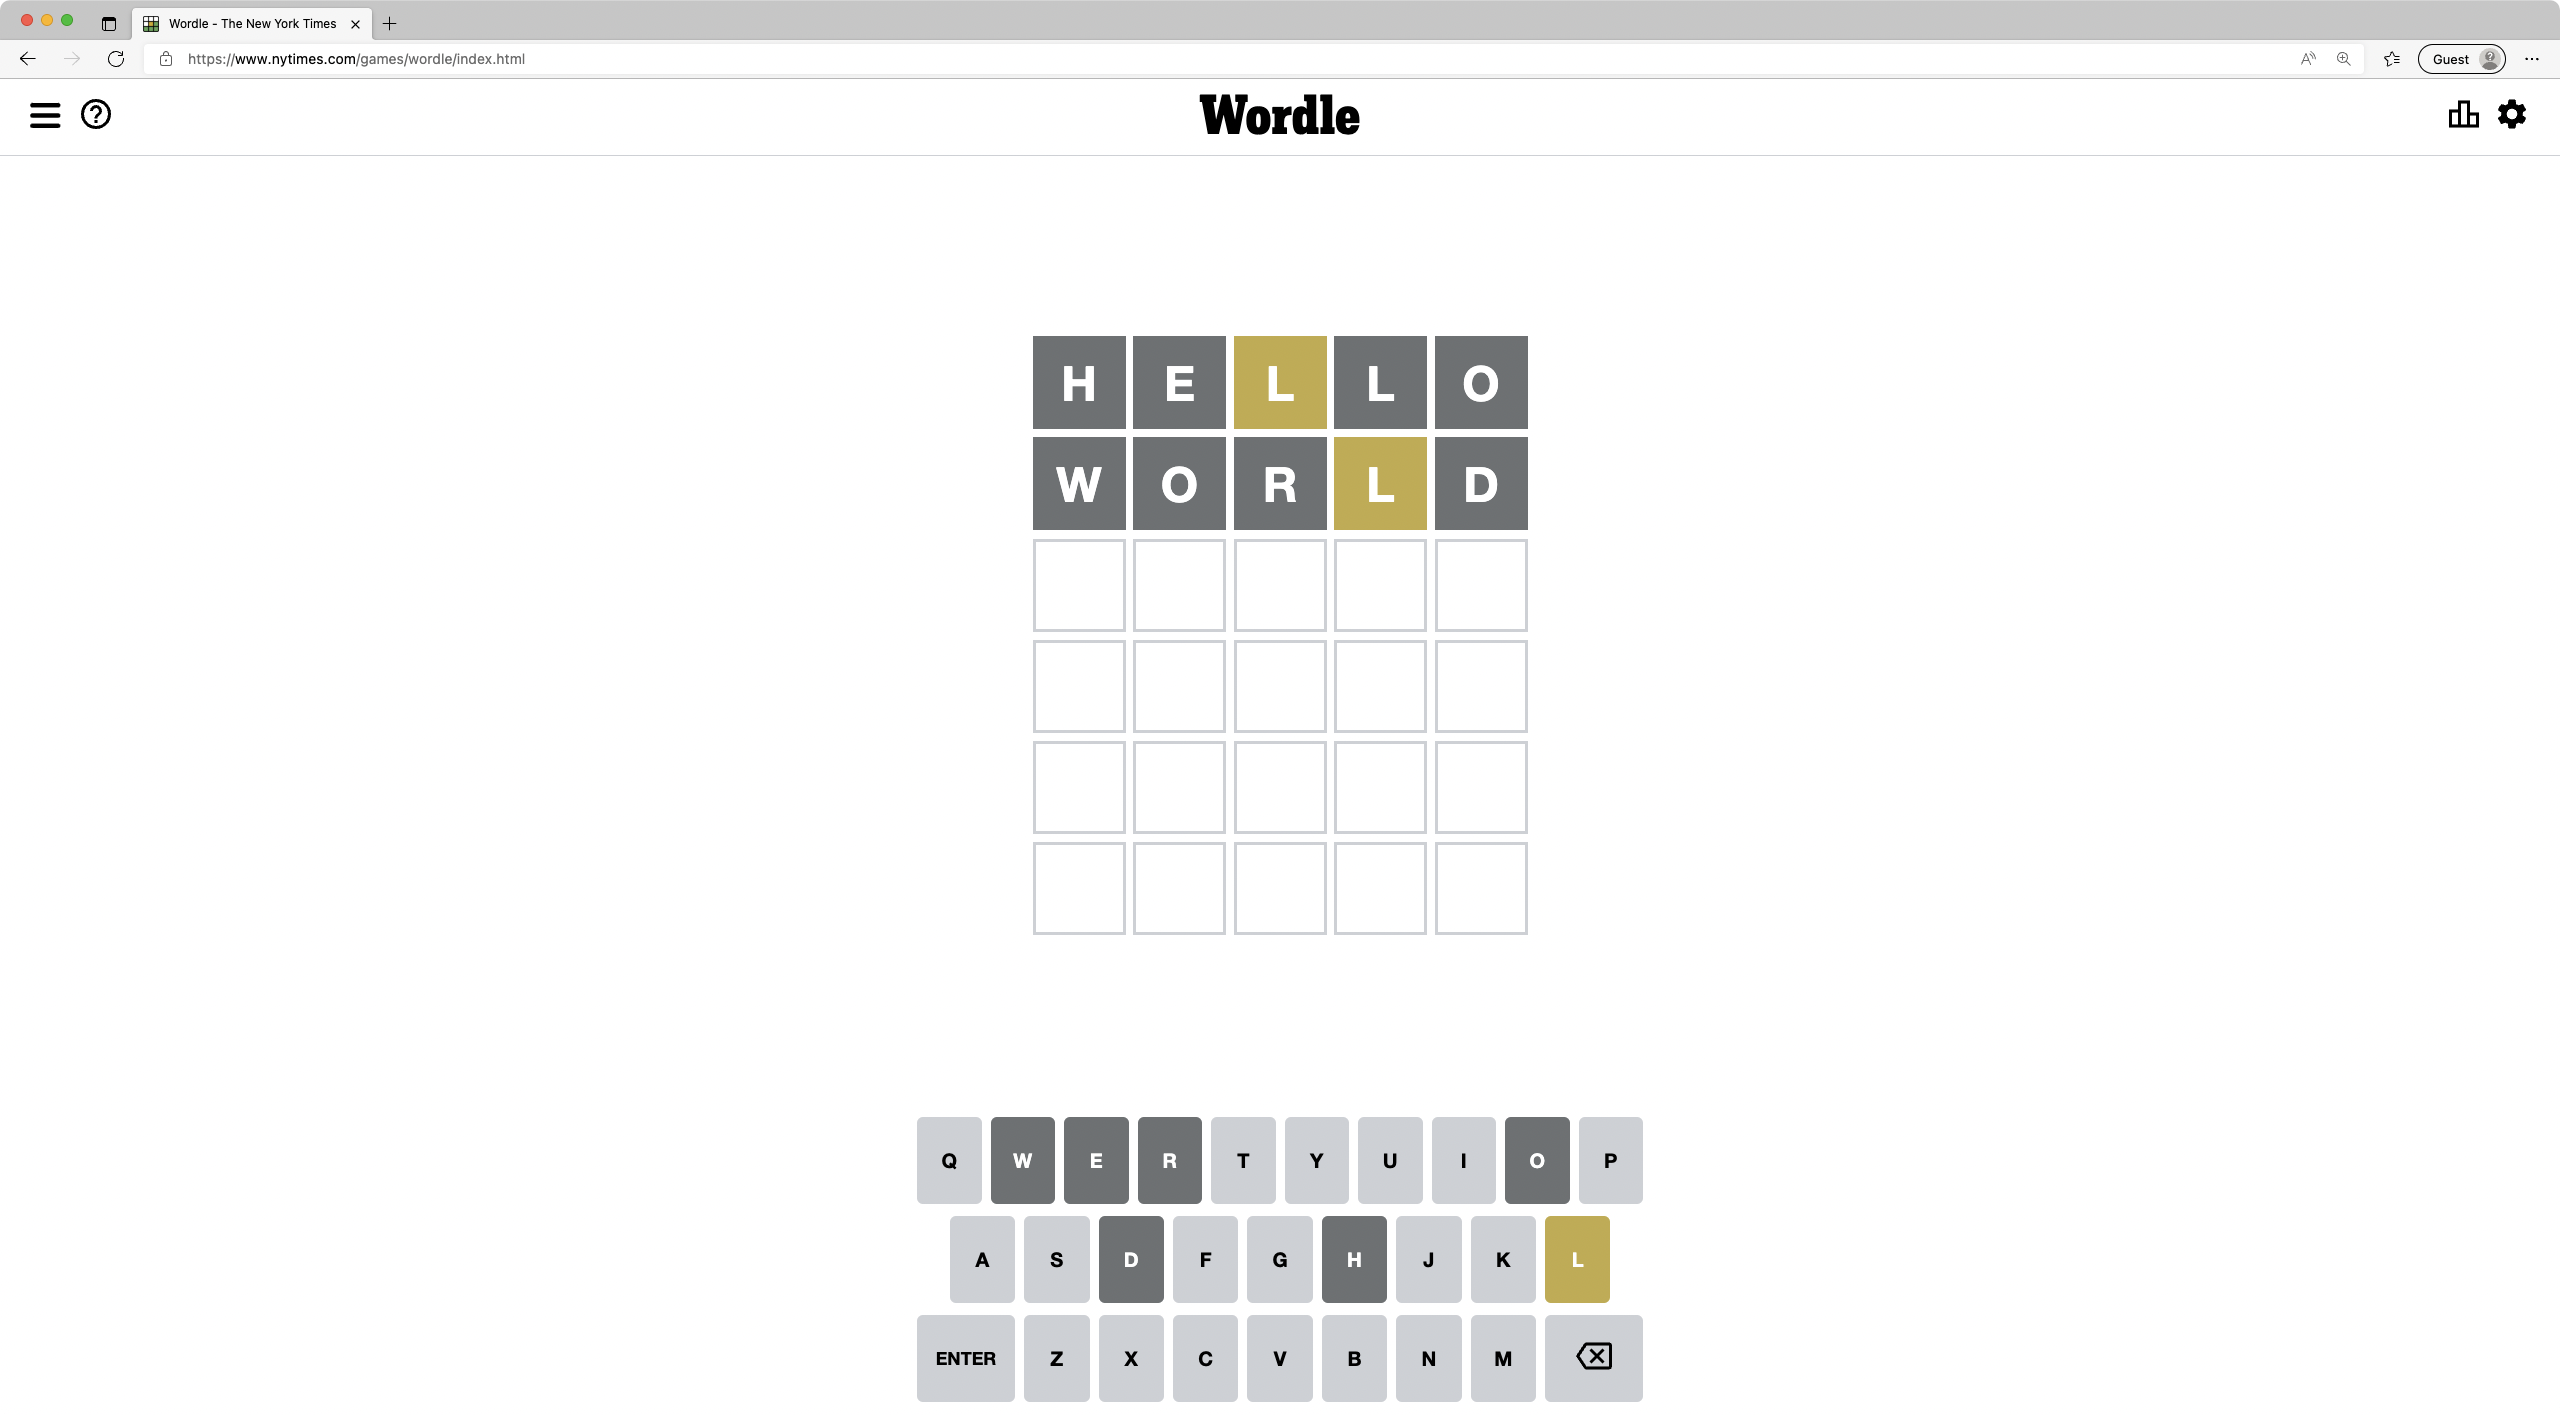 Wordle - The New York Times
https://www.nytimes.com/games/wordle/index.html
Guest
Wordle
H E L L O
W O R L D
Q W E R T Y U I O P
A S D F G H J K L
ENTER Z X C V B N M